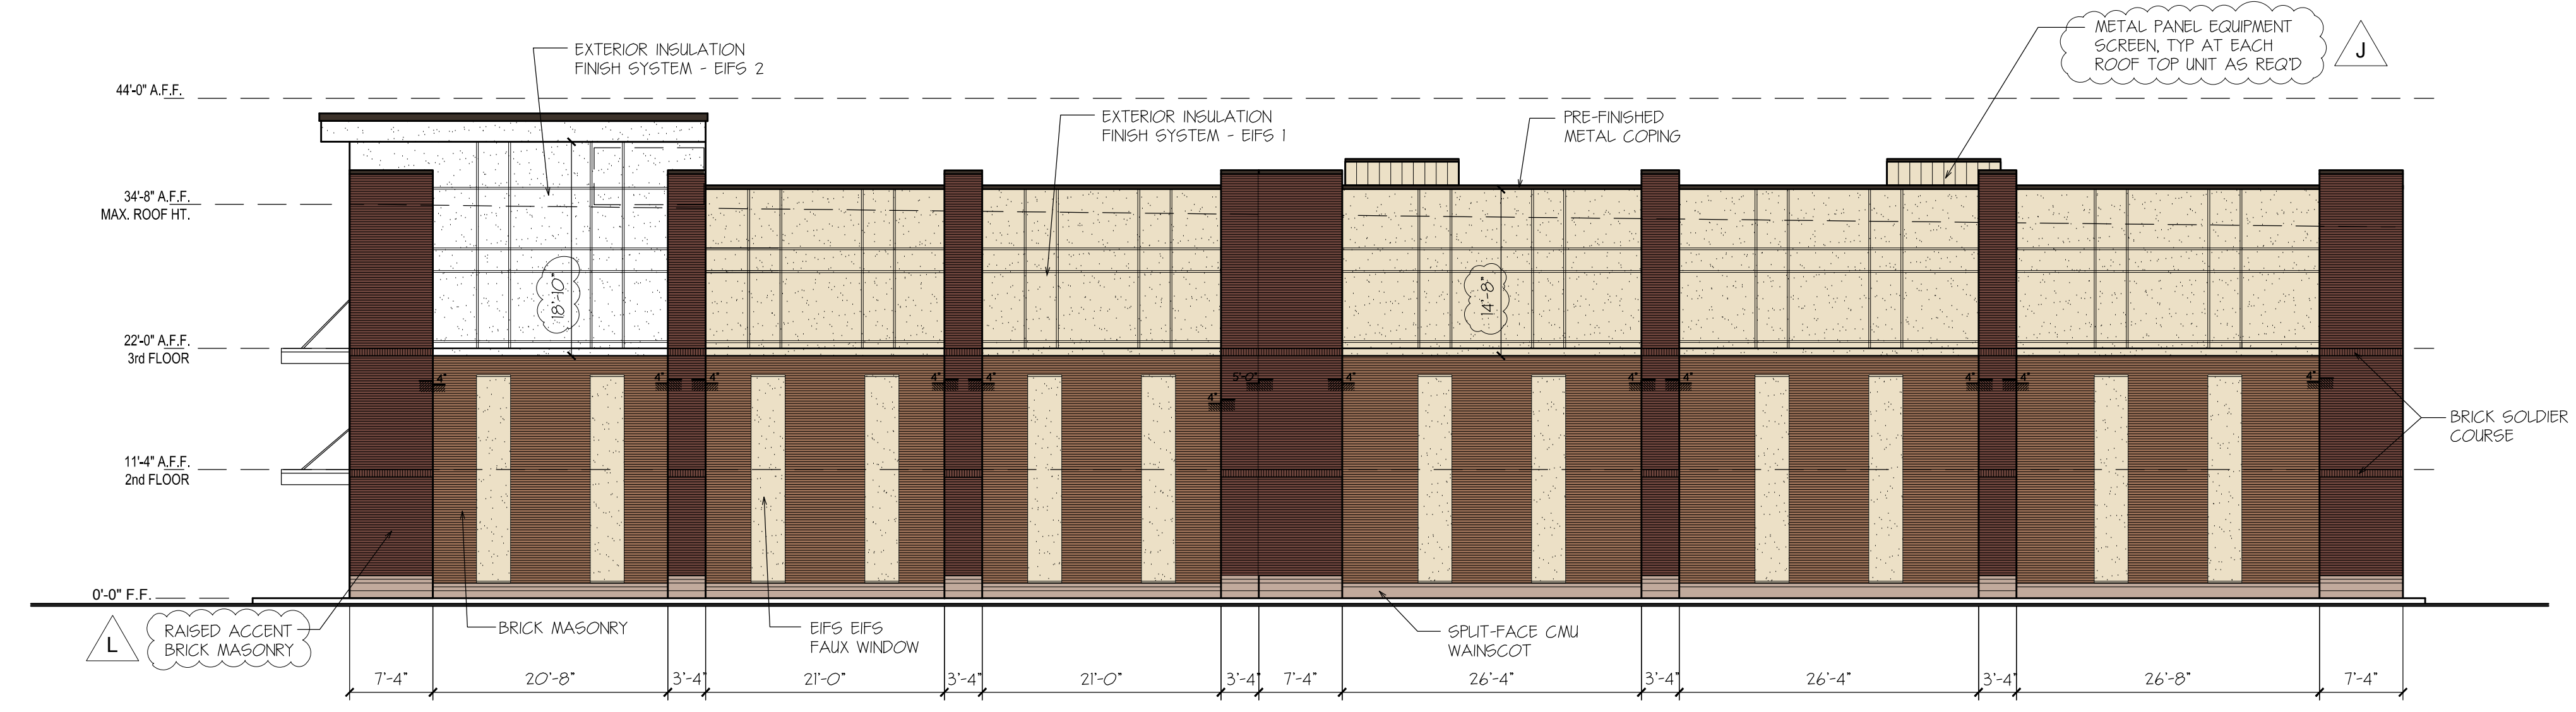 EXTERIOR INSULATION
FINISH SYSTEM - EIFS 2
METAL PANEL EQUIPMENT
SCREEN, TYP AT EACH
ROOF TOP UNIT AS REQ'D
J
44'-0" A.F.F.
EXTERIOR INSULATION
FINISH SYSTEM - EIFS 1
PRE-FINISHED
METAL COPING
34'-8" A.F.F.
MAX. ROOF HT.
18'-10"
14'-8"
22'-0" A.F.F.
3rd FLOOR
4" 4" 4" 4" 4" 4" 5'-0" 4" 4" 4" 4" 4" 4"
BRICK SOLDIER
COURSE
11'-4" A.F.F.
2nd FLOOR
0'-0" F.F.
L
RAISED ACCENT
BRICK MASONRY
BRICK MASONRY
EIFS EIFS
FAUX WINDOW
SPLIT-FACE CMU
WAINSCOT
7'-4" 20'-8" 3'-4" 21'-0" 3'-4" 21'-0" 3'-4" 7'-4" 26'-4" 3'-4" 26'-4" 3'-4" 26'-8" 7'-4"